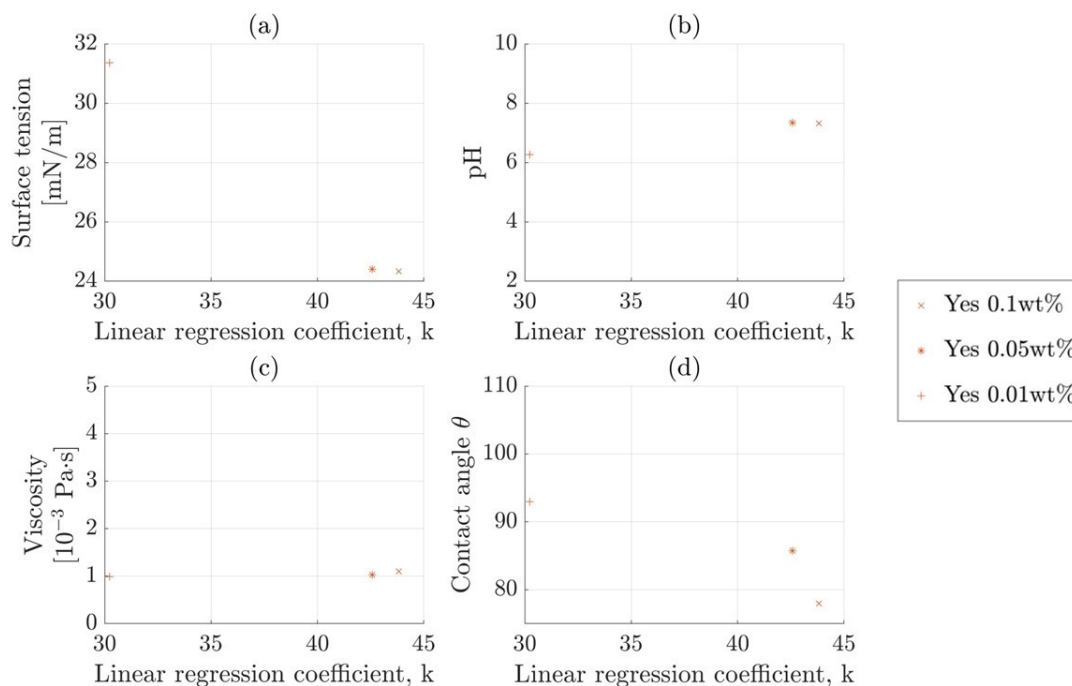 (a)
32
30
28
26
24
Surface tension
[mN/m]
30 35 40 45
Linear regression coefficient, k
(b)
10
8
6
4
2
pH
30 35 40 45
Linear regression coefficient, k
(c)
5
4
3
2
1
0
Viscosity
[10⁻³ Pa·s]
30 35 40 45
Linear regression coefficient, k
(d)
110
100
90
80
Contact angle θ
30 35 40 45
Linear regression coefficient, k
Yes 0.1wt%
Yes 0.05wt%
Yes 0.01wt%